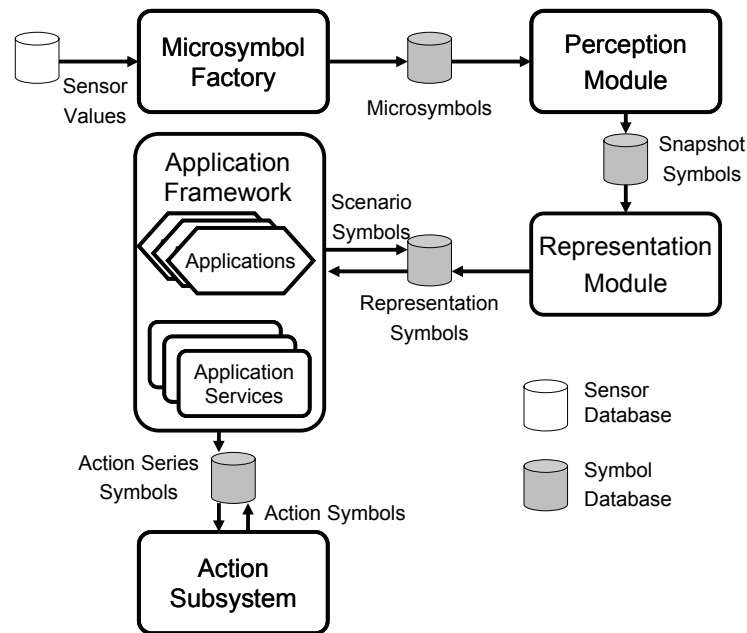 Microsymbol
Factory
Perception
Module
Sensor
Values
Microsymbols
Snapshot
Symbols
Application
Framework
Scenario
Symbols
Applications
Representation
Module
Representation
Symbols
Application
Services
Sensor
Database
Action Series
Symbols
Symbol
Database
Action Symbols
Action
Subsystem